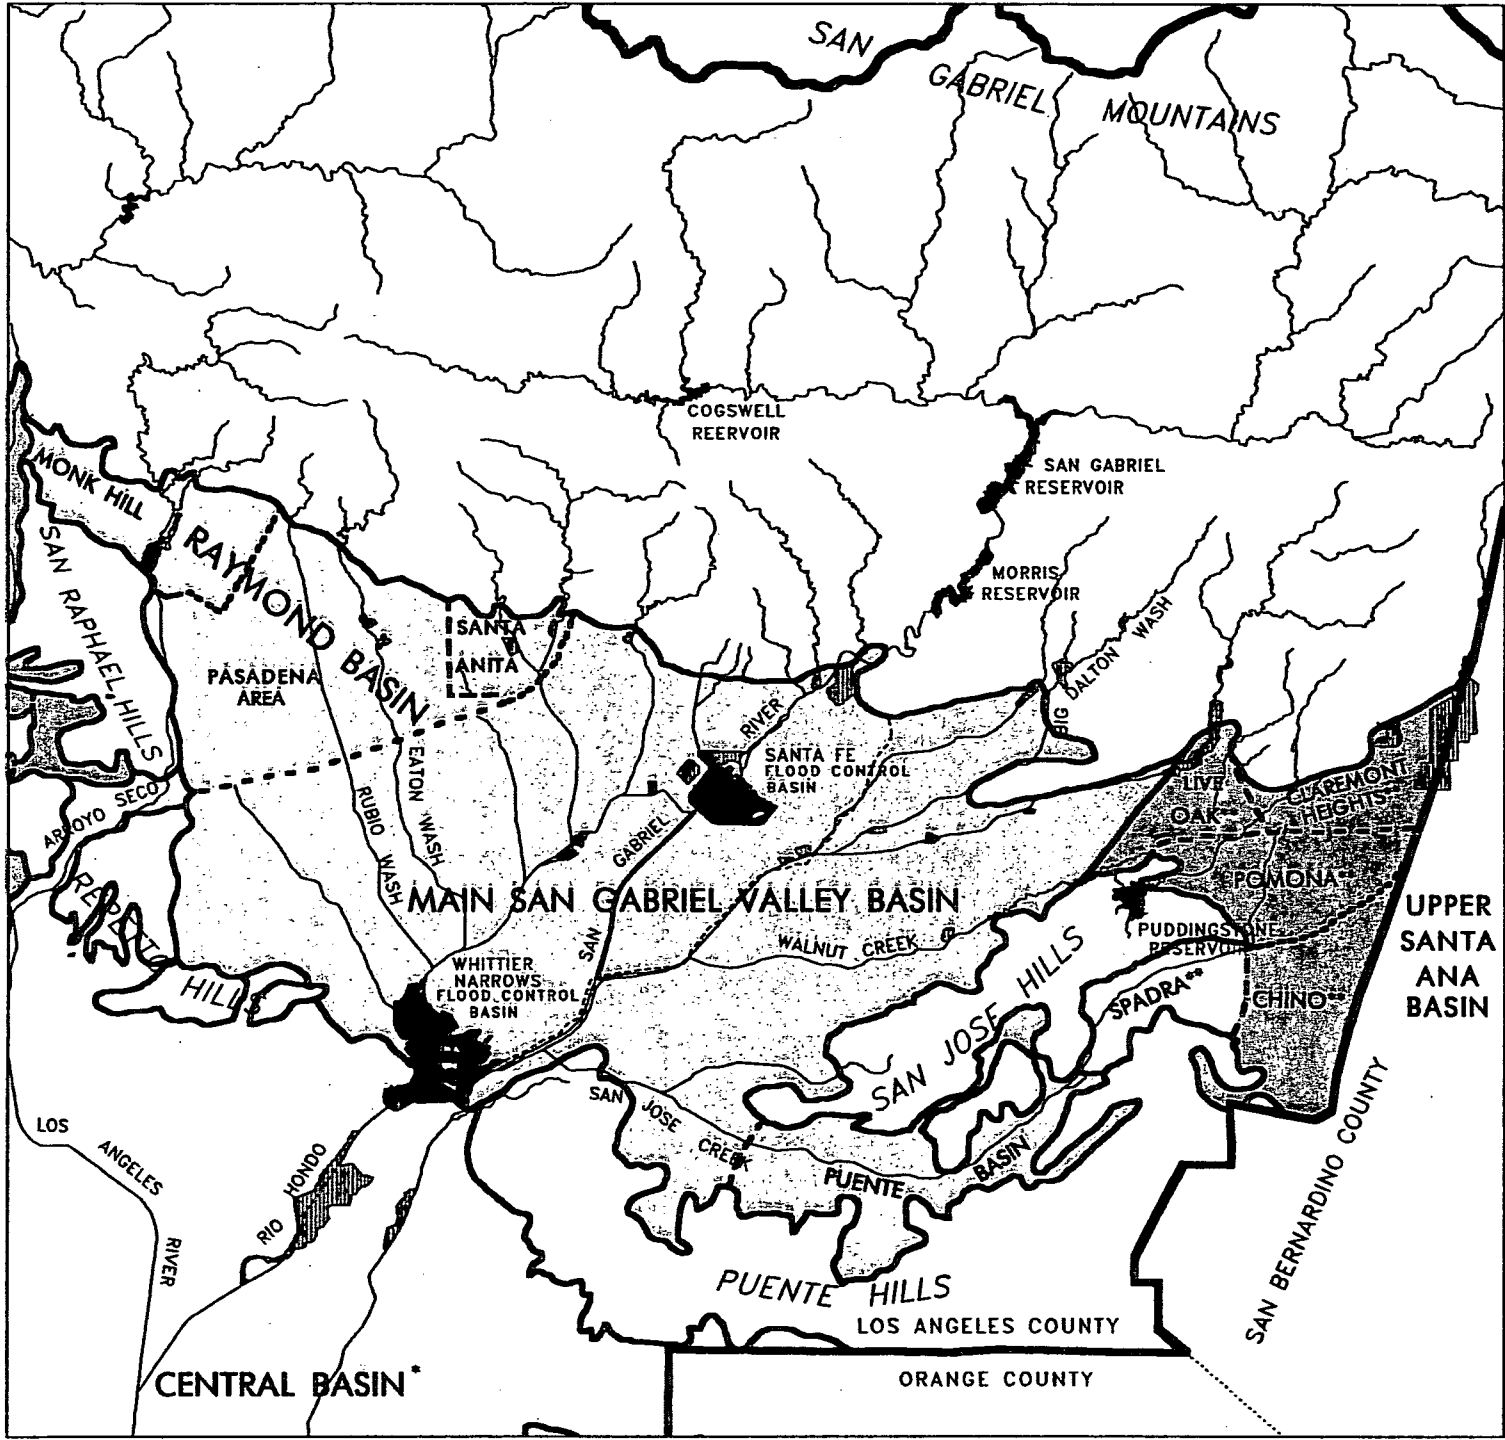 SAN
GABRIEL
MOUNTAINS
COGSWELL
REERVOIR
SAN GABRIEL
RESERVOIR
MORRIS
RESERVOIR
MONK HILL
RAYMOND BASIN
SAN RAPHAEL HILLS
PASADENA
AREA
SANTA
ANITA
BIG DALTON WASH
RIVER
SANTA FE
FLOOD CONTROL
BASIN
LIVE
OAK**
CLAREMONT
HEIGHTS
ARROYO SECO
RUBIO
WASH
EATON WASH
GABRIEL
SAN
MAIN SAN GABRIEL VALLEY BASIN
POMONA**
REPETTO
HILLS
WHITTIER
NARROWS
FLOOD CONTROL
BASIN
WALNUT CREEK
PUDDINGSTONE
RESERVOIR
UPPER
SANTA
ANA
BASIN
SPADRA**
CHINO**
SAN JOSE HILLS
SAN JOSE CREEK
PUENTE BASIN
LOS ANGELES RIVER
RIO HONDO
SAN BERNARDINO COUNTY
PUENTE HILLS
LOS ANGELES COUNTY
ORANGE COUNTY
CENTRAL BASIN*